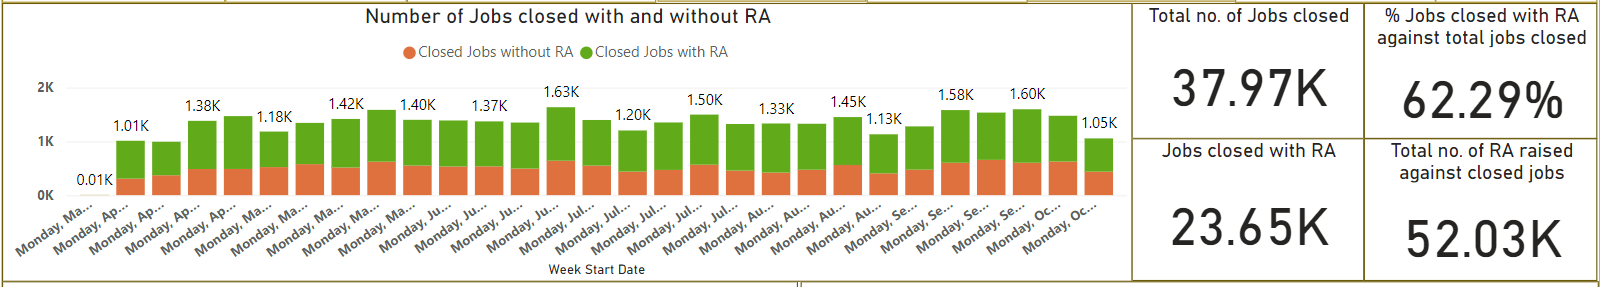 Number of Jobs closed with and without RA
Closed Jobs without RA Closed Jobs with RA
2K
1K
0K
0.01K
1.01K
1.38K
1.18K
1.42K
1.40K
1.37K
1.63K
1.20K
1.50K
1.33K
1.45K
1.13K
1.58K
1.60K
1.05K
Monday, Ma...
Monday, Ap...
Monday, Ap...
Monday, Ap...
Monday, Ap...
Monday, Ma...
Monday, Ma...
Monday, Ma...
Monday, Ma...
Monday, Ma...
Monday, Ju...
Monday, Ju...
Monday, Ju...
Monday, Ju...
Monday, Jul...
Monday, Jul...
Monday, Jul...
Monday, Jul...
Monday, Jul...
Monday, Au...
Monday, Au...
Monday, Au...
Monday, Au...
Monday, Se...
Monday, Se...
Monday, Se...
Monday, Se...
Monday, Oc...
Monday, Oc...
Week Start Date
Total no. of Jobs closed
37.97K
% Jobs closed with RA
against total jobs closed
62.29%
Jobs closed with RA
23.65K
Total no. of RA raised
against closed jobs
52.03K